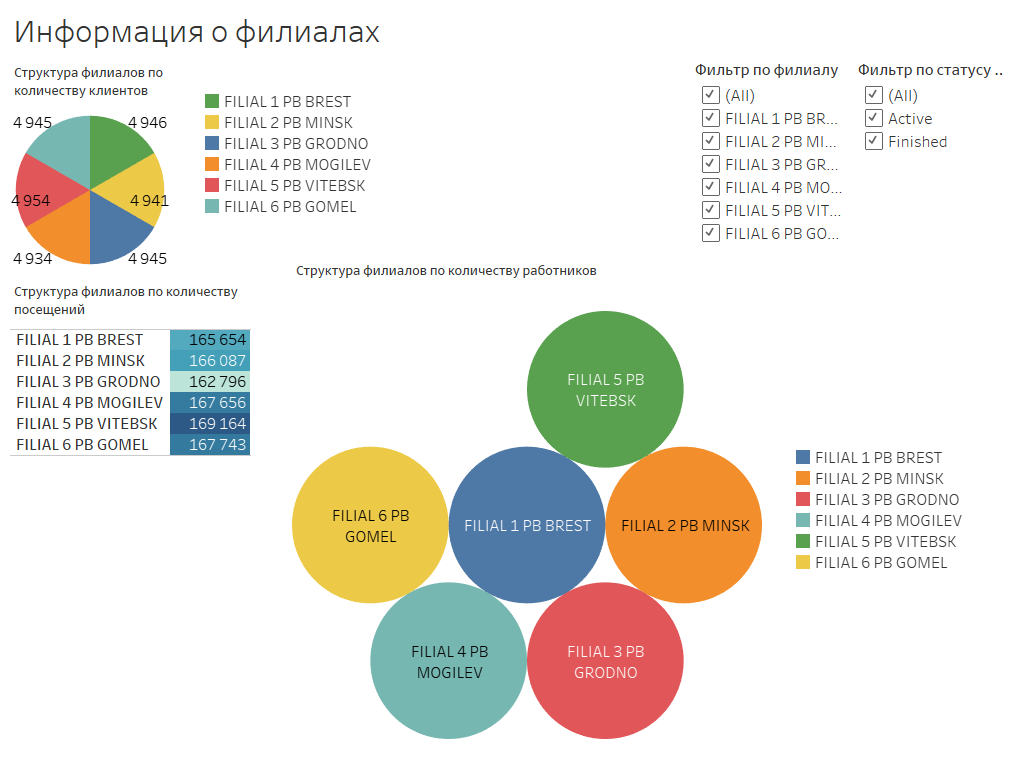 Информация о филиалах
Структура филиалов по
количеству клиентов
4 945
4 946
4 954
4 941
4 934
4 945
FILIAL 1 PB BREST
FILIAL 2 PB MINSK
FILIAL 3 PB GRODNO
FILIAL 4 PB MOGILEV
FILIAL 5 PB VITEBSK
FILIAL 6 PB GOMEL
Фильтр по филиалу
(All)
FILIAL 1 PB BR...
FILIAL 2 PB MI...
FILIAL 3 PB GR...
FILIAL 4 PB MO...
FILIAL 5 PB VIT...
FILIAL 6 PB GO...
Фильтр по статусу ..
(All)
Active
Finished
Структура филиалов по количеству
посещений
FILIAL 1 PB BREST 165 654
FILIAL 2 PB MINSK 166 087
FILIAL 3 PB GRODNO 162 796
FILIAL 4 PB MOGILEV 167 656
FILIAL 5 PB VITEBSK 169 164
FILIAL 6 PB GOMEL 167 743
Структура филиалов по количеству работников
FILIAL 5 PB
VITEBSK
FILIAL 6 PB
GOMEL
FILIAL 1 PB BREST
FILIAL 2 PB MINSK
FILIAL 4 PB
MOGILEV
FILIAL 3 PB
GRODNO
FILIAL 1 PB BREST
FILIAL 2 PB MINSK
FILIAL 3 PB GRODNO
FILIAL 4 PB MOGILEV
FILIAL 5 PB VITEBSK
FILIAL 6 PB GOMEL